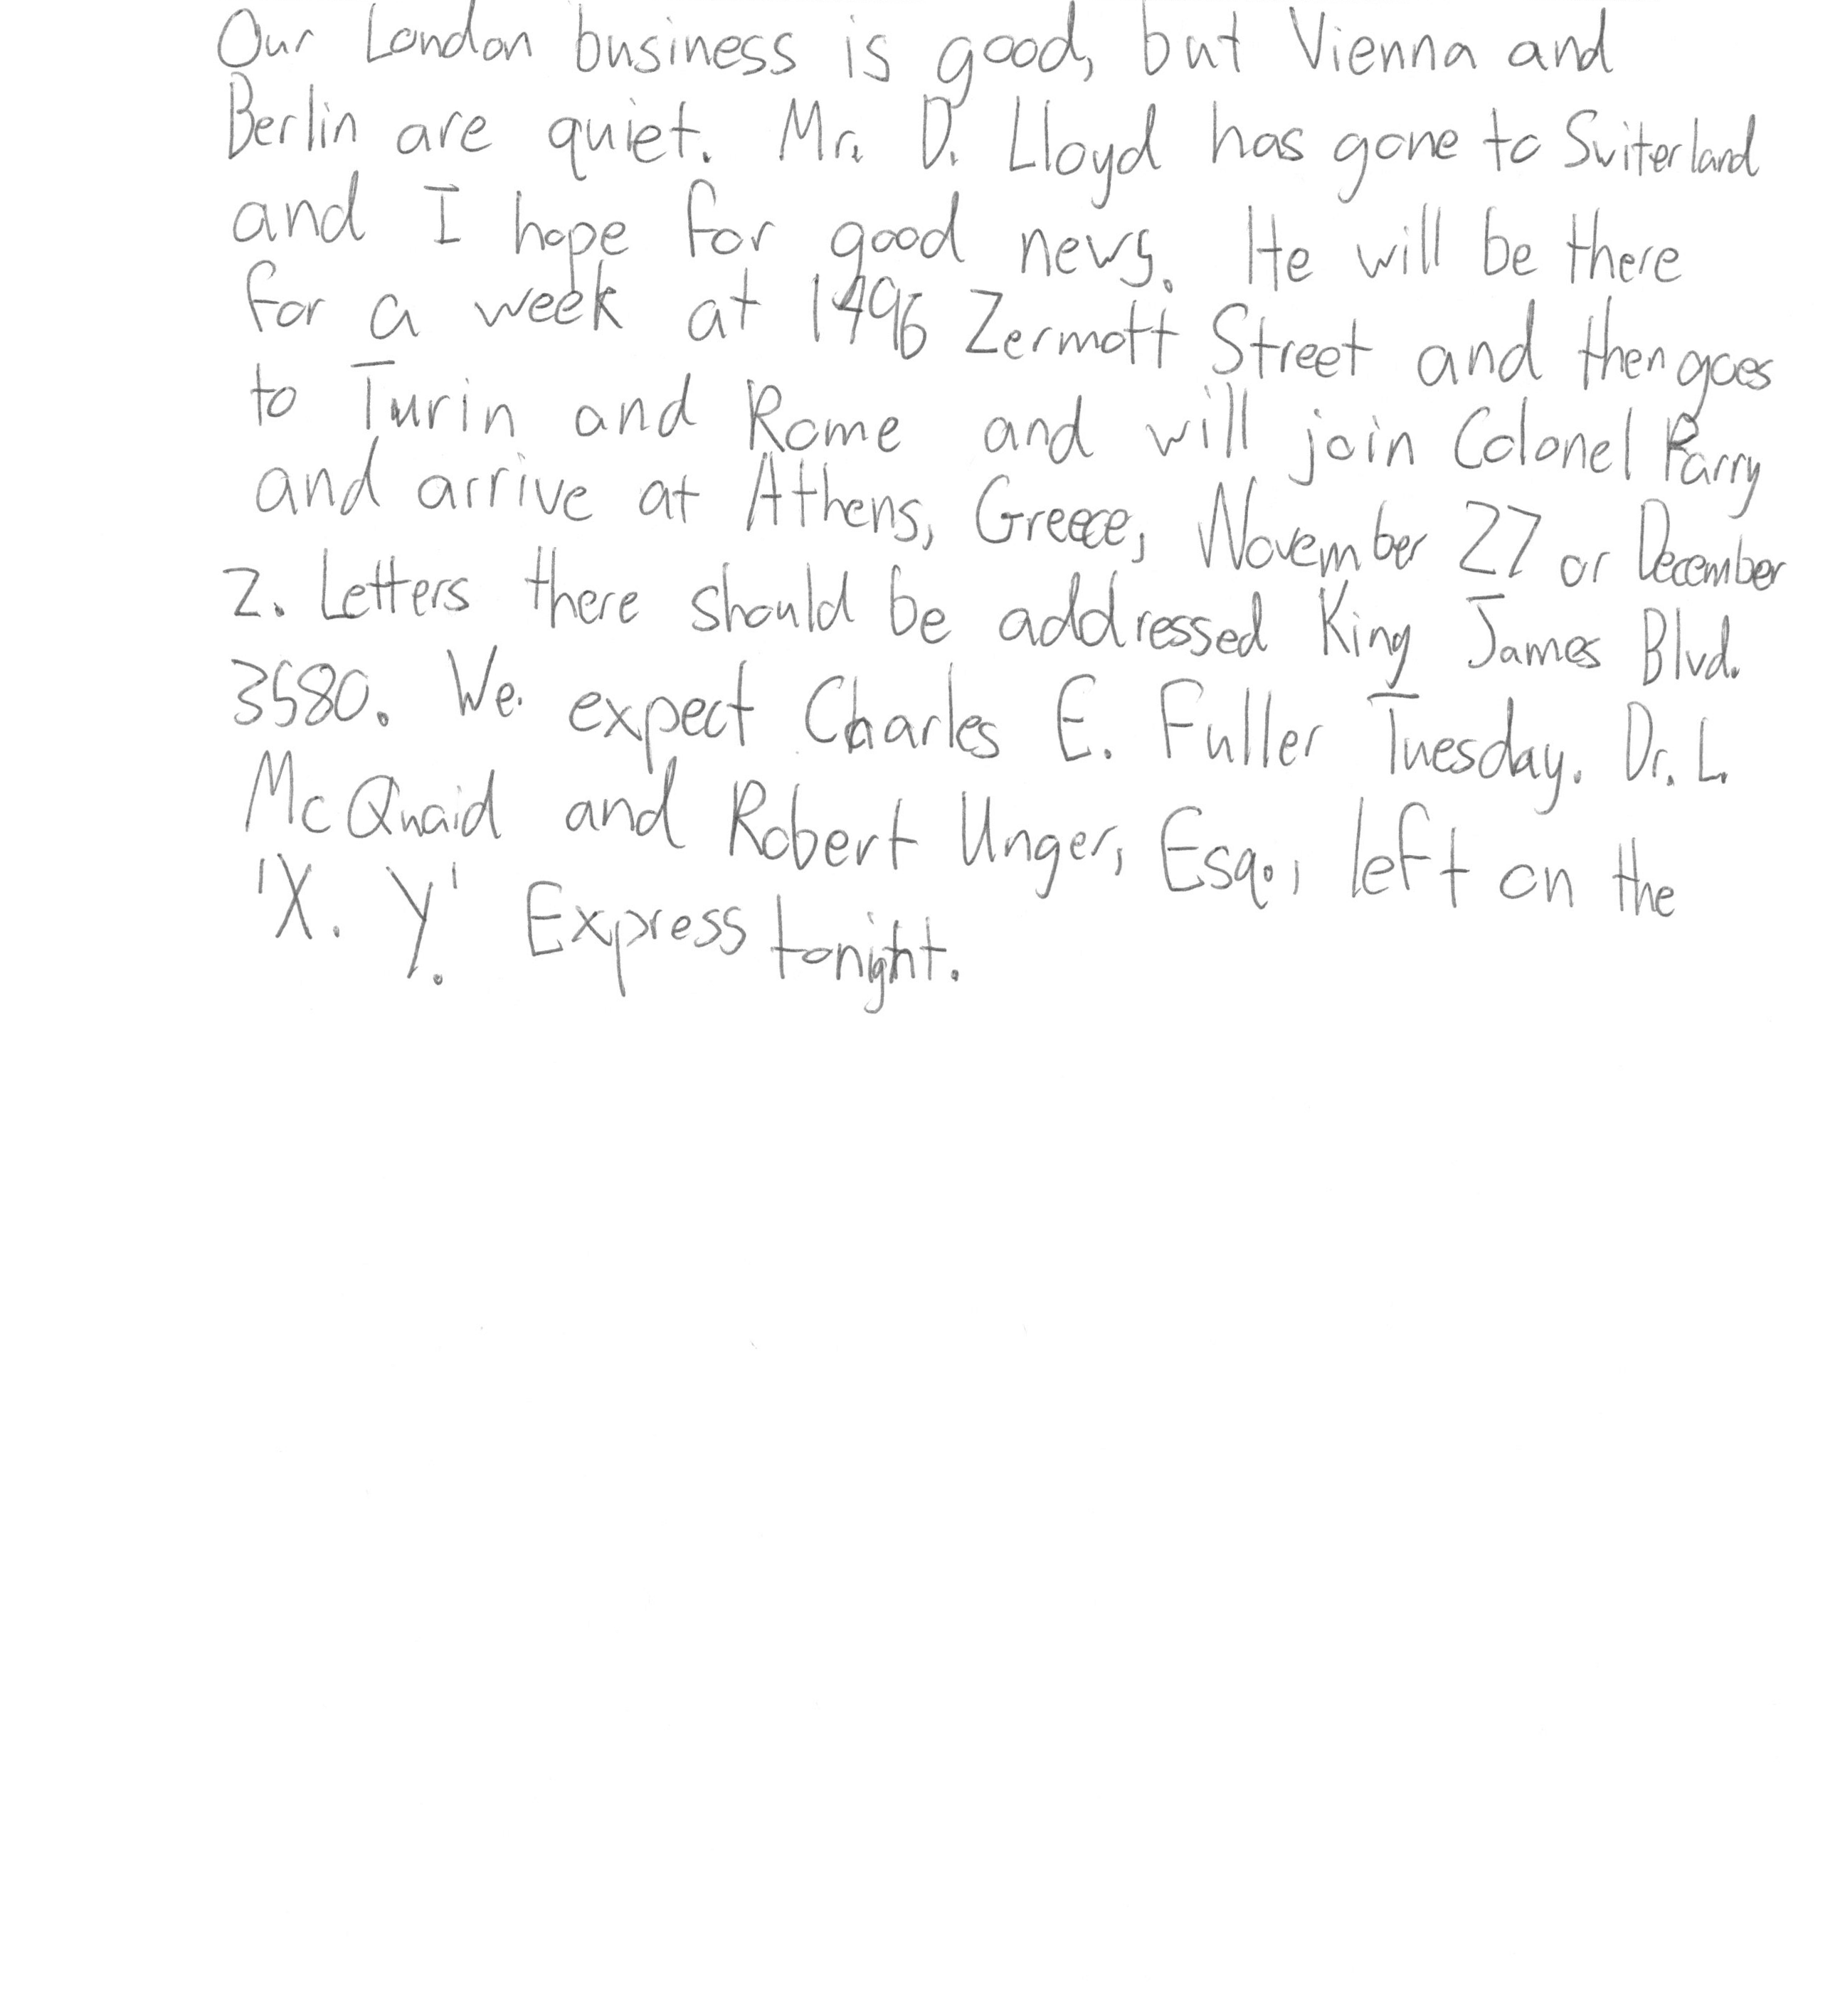 Our London business is good, but Vienna and
Berlin are quiet. Mr. D. Lloyd has gone to Switerland
and I hope for good news. He will be there
for a week at 1496 Zermott Street and then goes
to Turin and Rome and will join Colonel Parry
and arrive at Athens, Greece, November 27 or December
2. Letters there should be addressed King James Blvd.
3580. We expect Charles E. Fuller Tuesday. Dr. L.
McQuaid and Robert Unger, Esq., left on the
'X. Y.' Express tonight.